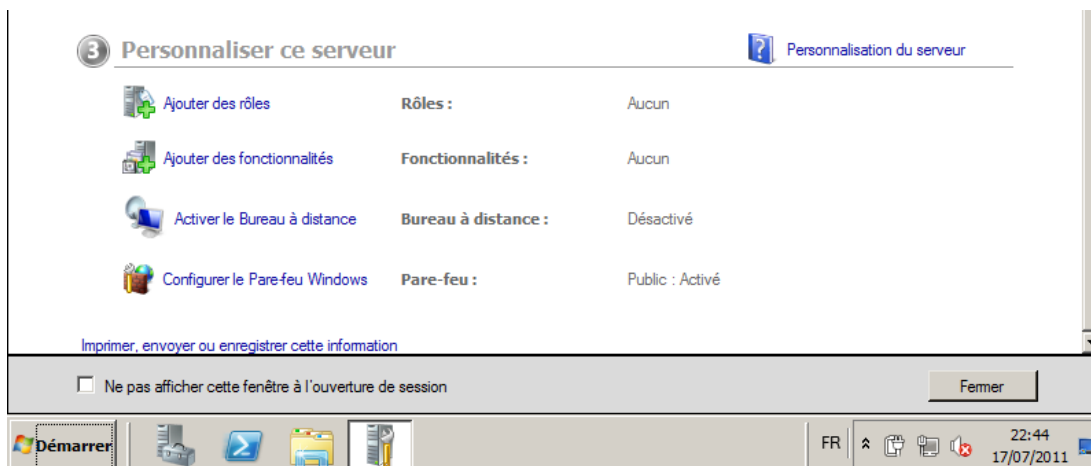 3 Personnaliser ce serveur Personnalisation du serveur
Ajouter des rôles Rôles : Aucun
Ajouter des fonctionnalités Fonctionnalités : Aucun
Activer le Bureau à distance Bureau à distance : Désactivé
Configurer le Pare-feu Windows Pare-feu : Public : Activé
Imprimer, envoyer ou enregistrer cette information
Ne pas afficher cette fenêtre à l'ouverture de session Fermer
Démarrer FR 22:44
17/07/2011